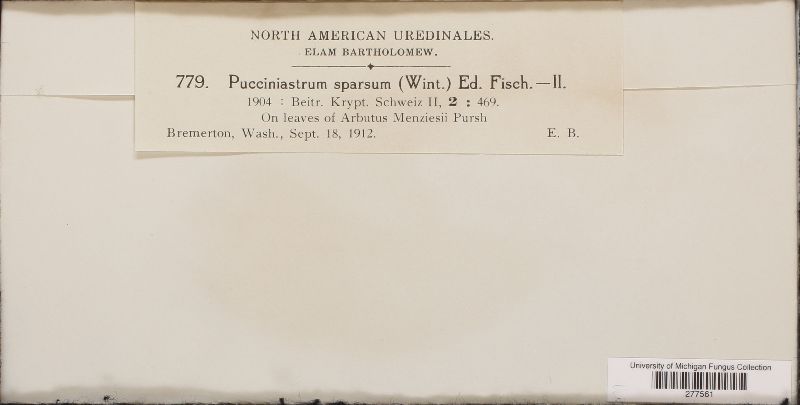 NORTH AMERICAN UREDINALES.
ELAM BARTHOLOMEW.
779. Pucciniastrum sparsum (Wint.) Ed. Fisch.—II.
1904 : Beitr. Krypt. Schweiz II, 2 : 469.
On leaves of Arbutus Menziesii Pursh
Bremerton, Wash., Sept. 18, 1912. E. B.
University of Michigan Fungus Collection
277561